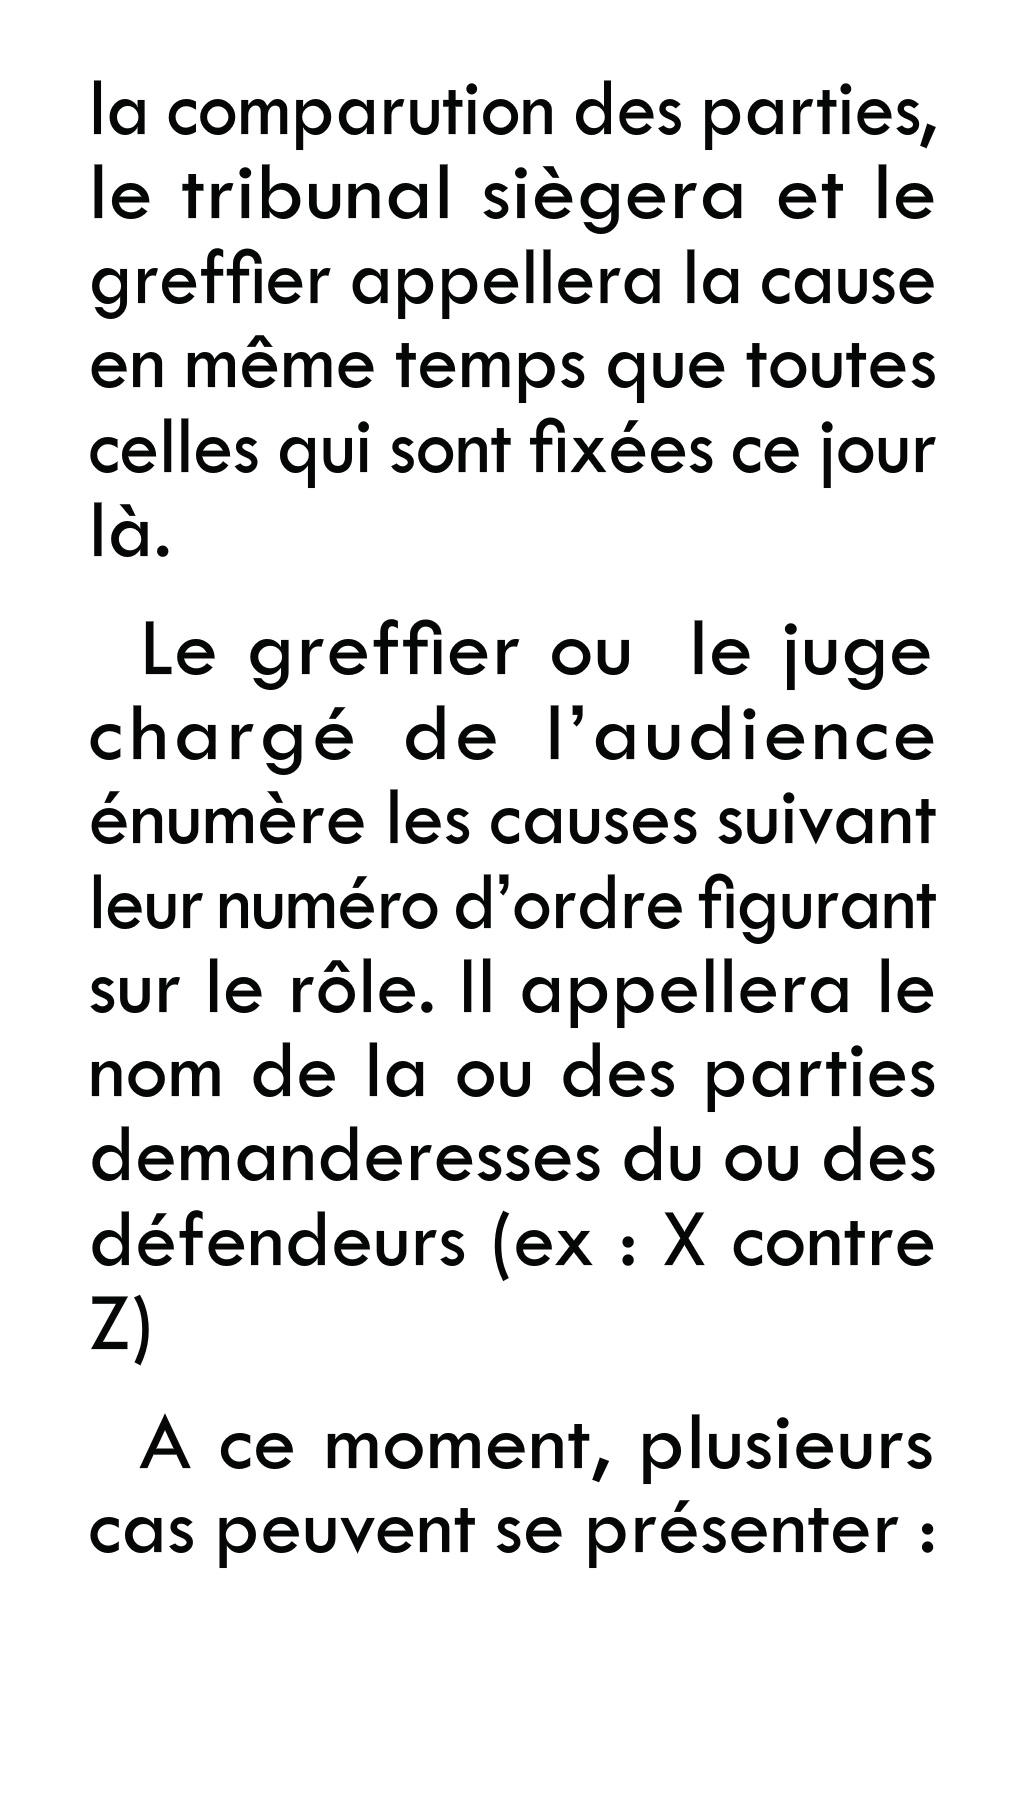 la comparution des parties,
le tribunal siègera et le
greffier appellera la cause
en même temps que toutes
celles qui sont fixées ce jour
là.
Le greffier ou le juge
chargé de l’audience
énumère les causes suivant
leur numéro d’ordre figurant
sur le rôle. Il appellera le
nom de la ou des parties
demanderesses du ou des
défendeurs (ex : X contre
Z)
A ce moment, plusieurs
cas peuvent se présenter :